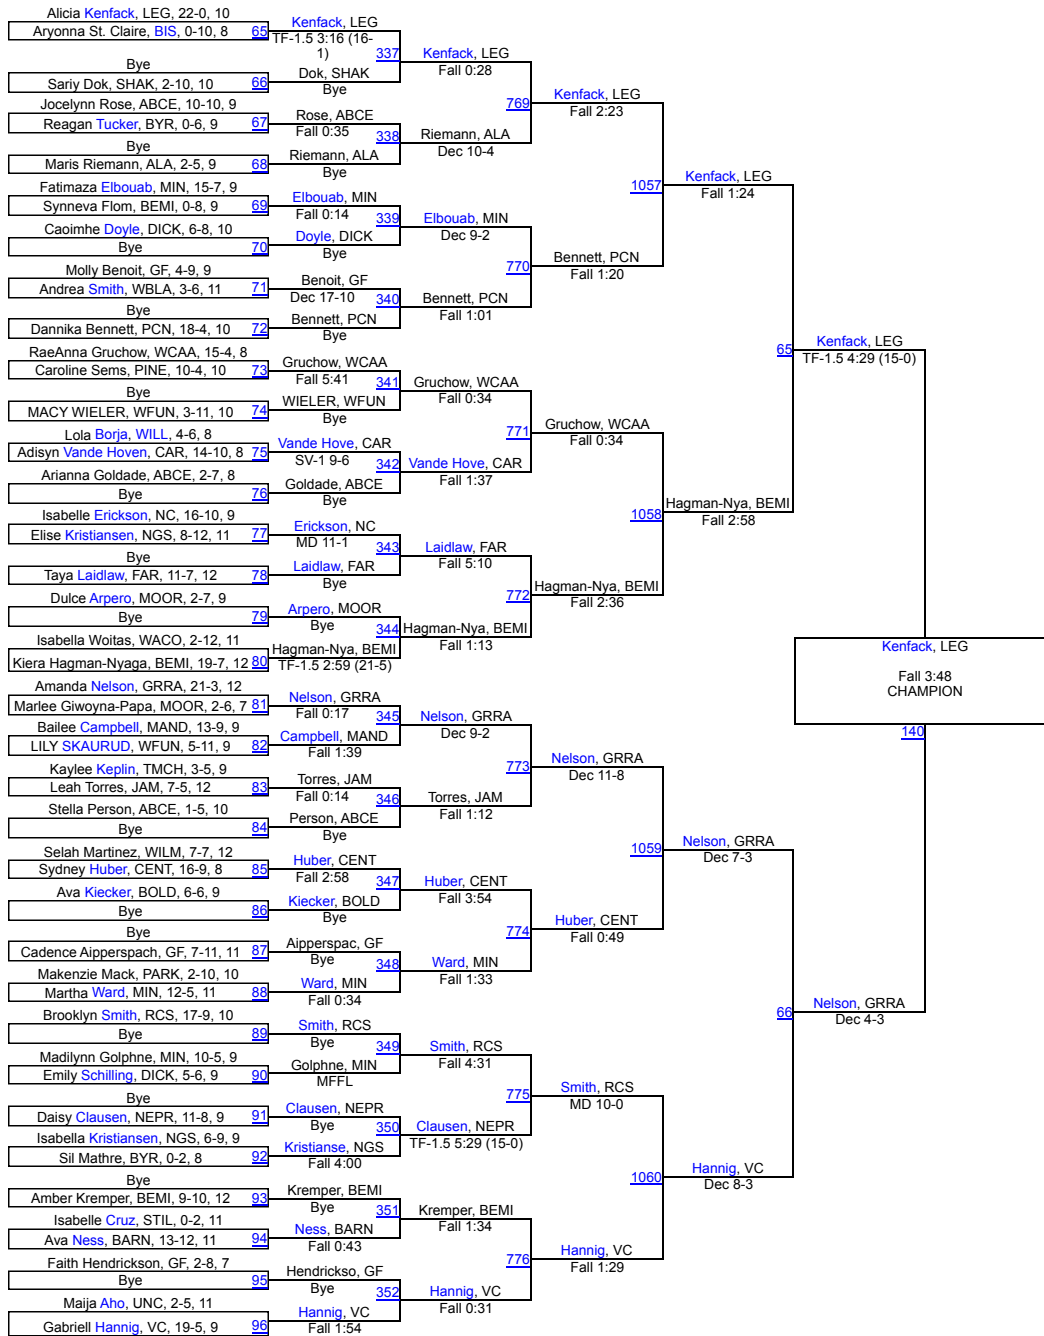 Alicia Kenfack, LEG, 22-0, 10
Aryonna St. Claire, BIS, 0-10, 8 65
Bye
Sariy Dok, SHAK, 2-10, 10 66
Jocelynn Rose, ABCE, 10-10, 9
Reagan Tucker, BYR, 0-6, 9 67
Bye
Maris Riemann, ALA, 2-5, 9 68
Fatimaza Elbouab, MIN, 15-7, 9
Synneva Flom, BEMI, 0-8, 9 69
Caoimhe Doyle, DICK, 6-8, 10
Bye 70
Molly Benoit, GF, 4-9, 9
Andrea Smith, WBLA, 3-6, 11 71
Bye
Dannika Bennett, PCN, 18-4, 10 72
RaeAnna Gruchow, WCAA, 15-4, 8
Caroline Sems, PINE, 10-4, 10 73
Bye
MACY WIELER, WFUN, 3-11, 10 74
Lola Borja, WILL, 4-6, 8
Adisyn Vande Hoven, CAR, 14-10, 8 75
Arianna Goldade, ABCE, 2-7, 8
Bye 76
Isabelle Erickson, NC, 16-10, 9
Elise Kristiansen, NGS, 8-12, 11 77
Bye
Taya Laidlaw, FAR, 11-7, 12 78
Dulce Arpero, MOOR, 2-7, 9
Bye 79
Isabella Woitas, WACO, 2-12, 11
Kiera Hagman-Nyaga, BEMI, 19-7, 12 80
Amanda Nelson, GRRA, 21-3, 12
Marlee Giwoyna-Papa, MOOR, 2-6, 7 81
Bailee Campbell, MAND, 13-9, 9
LILY SKAURUD, WFUN, 5-11, 9 82
Kaylee Keplin, TMCH, 3-5, 9
Leah Torres, JAM, 7-5, 12 83
Stella Person, ABCE, 1-5, 10
Bye 84
Selah Martinez, WILM, 7-7, 12
Sydney Huber, CENT, 16-9, 8 85
Ava Kiecker, BOLD, 6-6, 9
Bye 86
Bye
Cadence Aipperspach, GF, 7-11, 11 87
Makenzie Mack, PARK, 2-10, 10
Martha Ward, MIN, 12-5, 11 88
Brooklyn Smith, RCS, 17-9, 10
Bye 89
Madilynn Golphne, MIN, 10-5, 9
Emily Schilling, DICK, 5-6, 9 90
Bye
Daisy Clausen, NEPR, 11-8, 9 91
Isabella Kristiansen, NGS, 6-9, 9
Sil Mathre, BYR, 0-2, 8 92
Bye
Amber Kremper, BEMI, 9-10, 12 93
Isabelle Cruz, STIL, 0-2, 11
Ava Ness, BARN, 13-12, 11 94
Faith Hendrickson, GF, 2-8, 7
Bye 95
Maija Aho, UNC, 2-5, 11
Gabriell Hannig, VC, 19-5, 9 96
Kenfack, LEG
TF-1.5 3:16 (16-
1)
337
Dok, SHAK
Bye
Rose, ABCE
Fall 0:35
338
Riemann, ALA
Bye
Elbouab, MIN
Fall 0:14
339
Doyle, DICK
Bye
Benoit, GF
Dec 17-10
340
Bennett, PCN
Bye
Gruchow, WCAA
Fall 5:41
341
WIELER, WFUN
Bye
Vande Hove, CAR
SV-1 9-6
342
Goldade, ABCE
Bye
Erickson, NC
MD 11-1
343
Laidlaw, FAR
Bye
Arpero, MOOR
Bye
344
Hagman-Nya, BEMI
TF-1.5 2:59 (21-5)
Nelson, GRRA
Fall 0:17
345
Campbell, MAND
Fall 1:39
Torres, JAM
Fall 0:14
346
Person, ABCE
Bye
Huber, CENT
Fall 2:58
347
Kiecker, BOLD
Bye
Aipperspac, GF
Bye
348
Ward, MIN
Fall 0:34
Smith, RCS
Bye
349
Golphne, MIN
MFFL
Clausen, NEPR
Bye
350
Kristianse, NGS
Fall 4:00
Kremper, BEMI
Bye
351
Ness, BARN
Fall 0:43
Hendrickso, GF
Bye
352
Hannig, VC
Fall 1:54
Kenfack, LEG
Fall 0:28
769
Riemann, ALA
Dec 10-4
Elbouab, MIN
Dec 9-2
770
Bennett, PCN
Fall 1:01
Gruchow, WCAA
Fall 0:34
771
Vande Hove, CAR
Fall 1:37
Laidlaw, FAR
Fall 5:10
772
Hagman-Nya, BEMI
Fall 1:13
Nelson, GRRA
Dec 9-2
773
Torres, JAM
Fall 1:12
Huber, CENT
Fall 3:54
774
Ward, MIN
Fall 1:33
Smith, RCS
Fall 4:31
775
Clausen, NEPR
TF-1.5 5:29 (15-0)
Kremper, BEMI
Fall 1:34
776
Hannig, VC
Fall 0:31
Kenfack, LEG
Fall 2:23
1057
Bennett, PCN
Fall 1:20
Gruchow, WCAA
Fall 0:34
1058
Hagman-Nya, BEMI
Fall 2:36
Nelson, GRRA
Dec 11-8
1059
Huber, CENT
Fall 0:49
Smith, RCS
MD 10-0
1060
Hannig, VC
Fall 1:29
Kenfack, LEG
Fall 1:24
65
Hagman-Nya, BEMI
Fall 2:58
Nelson, GRRA
Dec 7-3
66
Hannig, VC
Dec 8-3
Kenfack, LEG
TF-1.5 4:29 (15-0)
Nelson, GRRA
Dec 4-3
Kenfack, LEG
Fall 3:48
CHAMPION
140